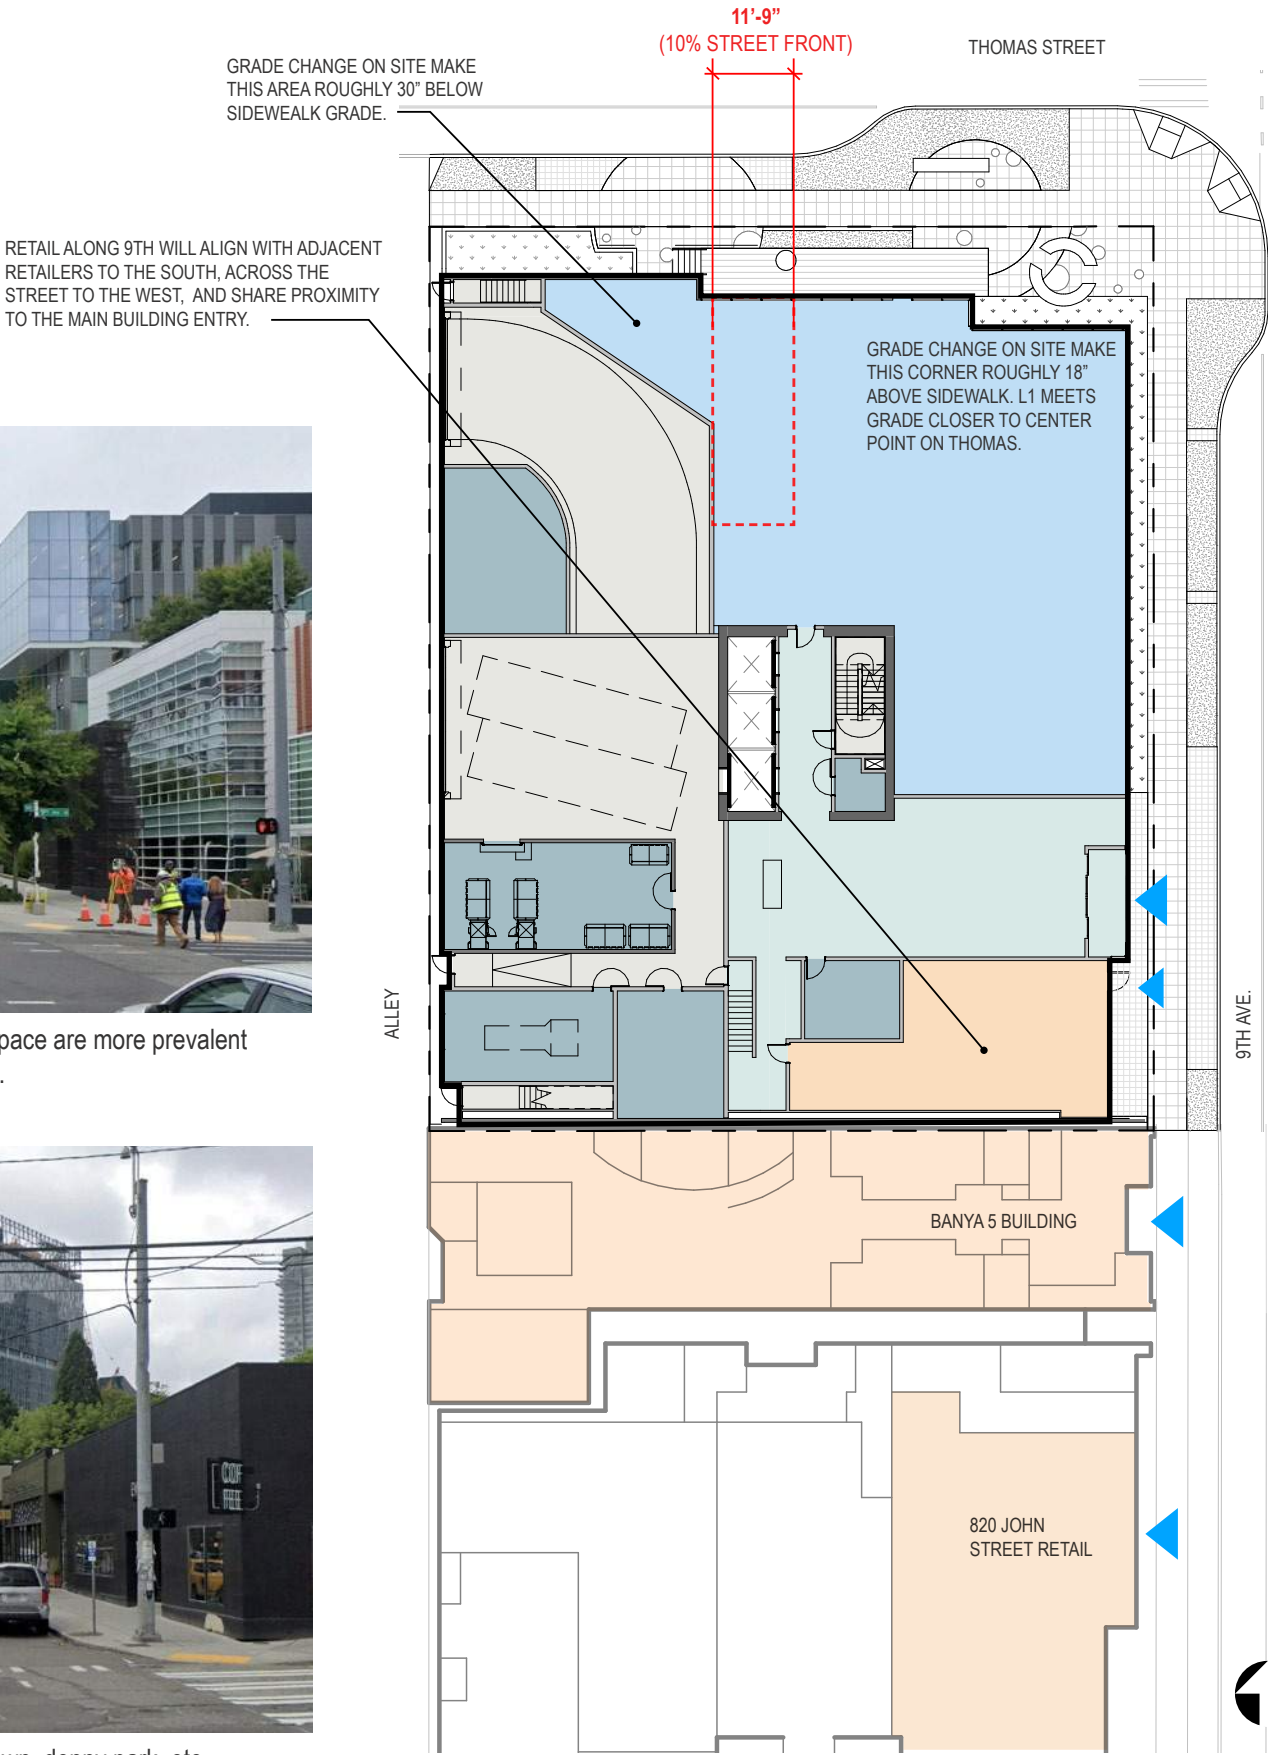 11’-9”
(10% STREET FRONT)
THOMAS STREET
GRADE CHANGE ON SITE MAKE
THIS AREA ROUGHLY 30” BELOW
SIDEWEALK GRADE.
RETAIL ALONG 9TH WILL ALIGN WITH ADJACENT
RETAILERS TO THE SOUTH, ACROSS THE
STREET TO THE WEST, AND SHARE PROXIMITY
TO THE MAIN BUILDING ENTRY.
GRADE CHANGE ON SITE MAKE
THIS CORNER ROUGHLY 18”
ABOVE SIDEWALK. L1 MEETS
GRADE CLOSER TO CENTER
POINT ON THOMAS.
pace are more prevalent
.
ALLEY
9TH AVE.
BANYA 5 BUILDING
820 JOHN
STREET RETAIL
denny park, etc